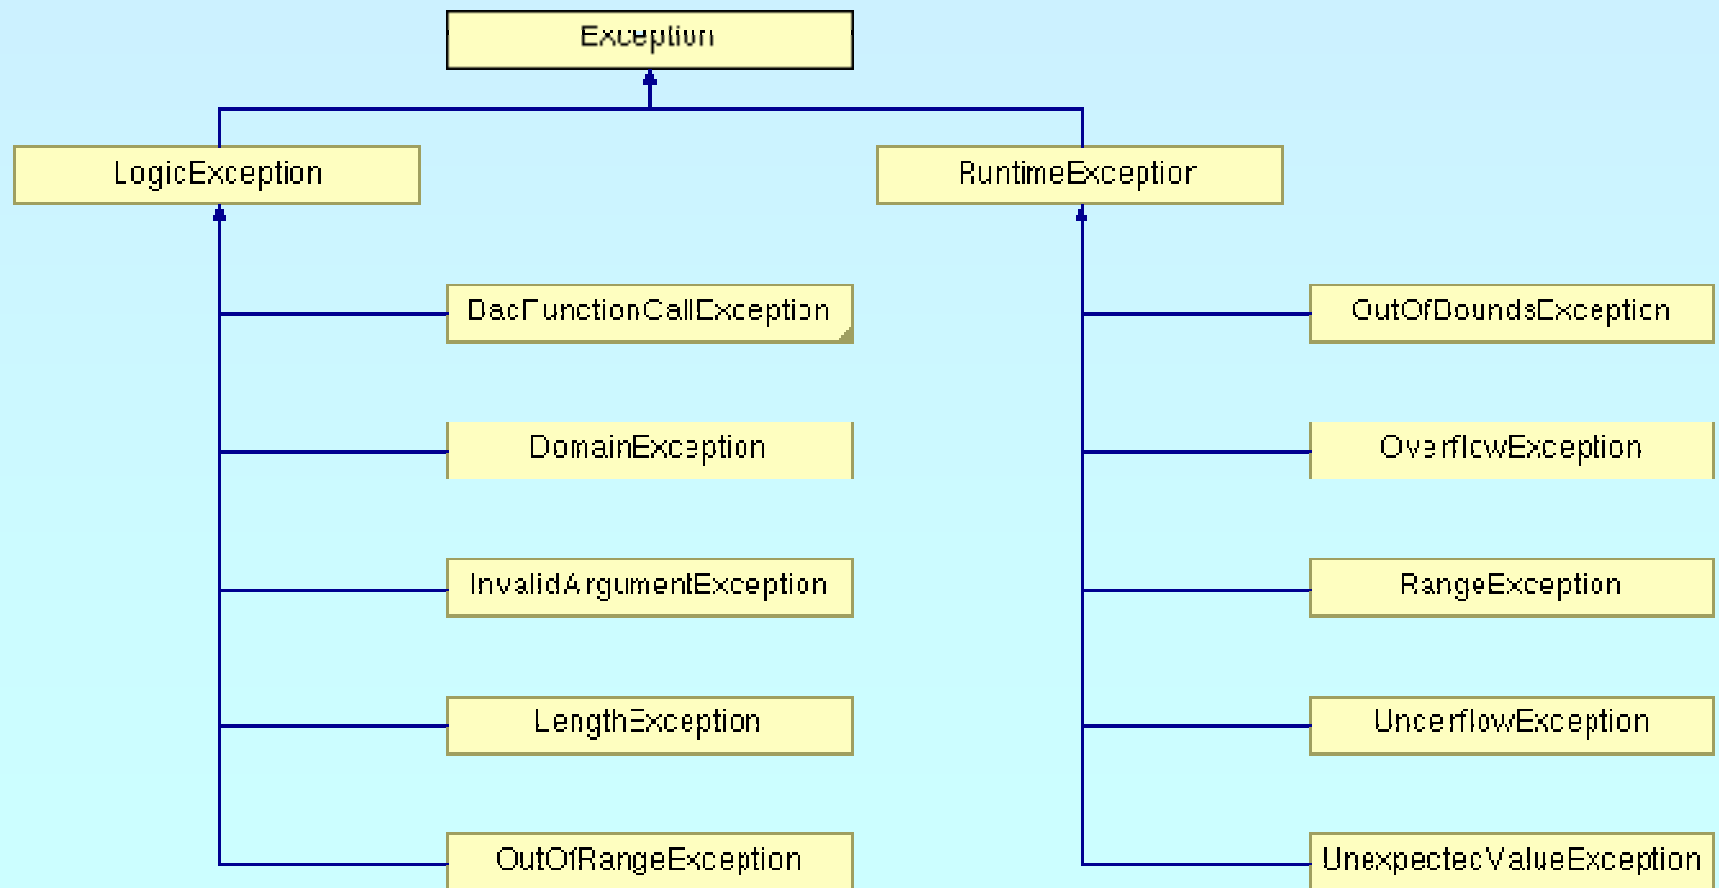 Exception
LogicException
RuntimeException
BadFunctionCallException
OutOfBoundsException
DomainException
OverflowException
InvalidArgumentException
RangeException
LengthException
UnderflowException
OutOfRangeException
UnexpectedValueException